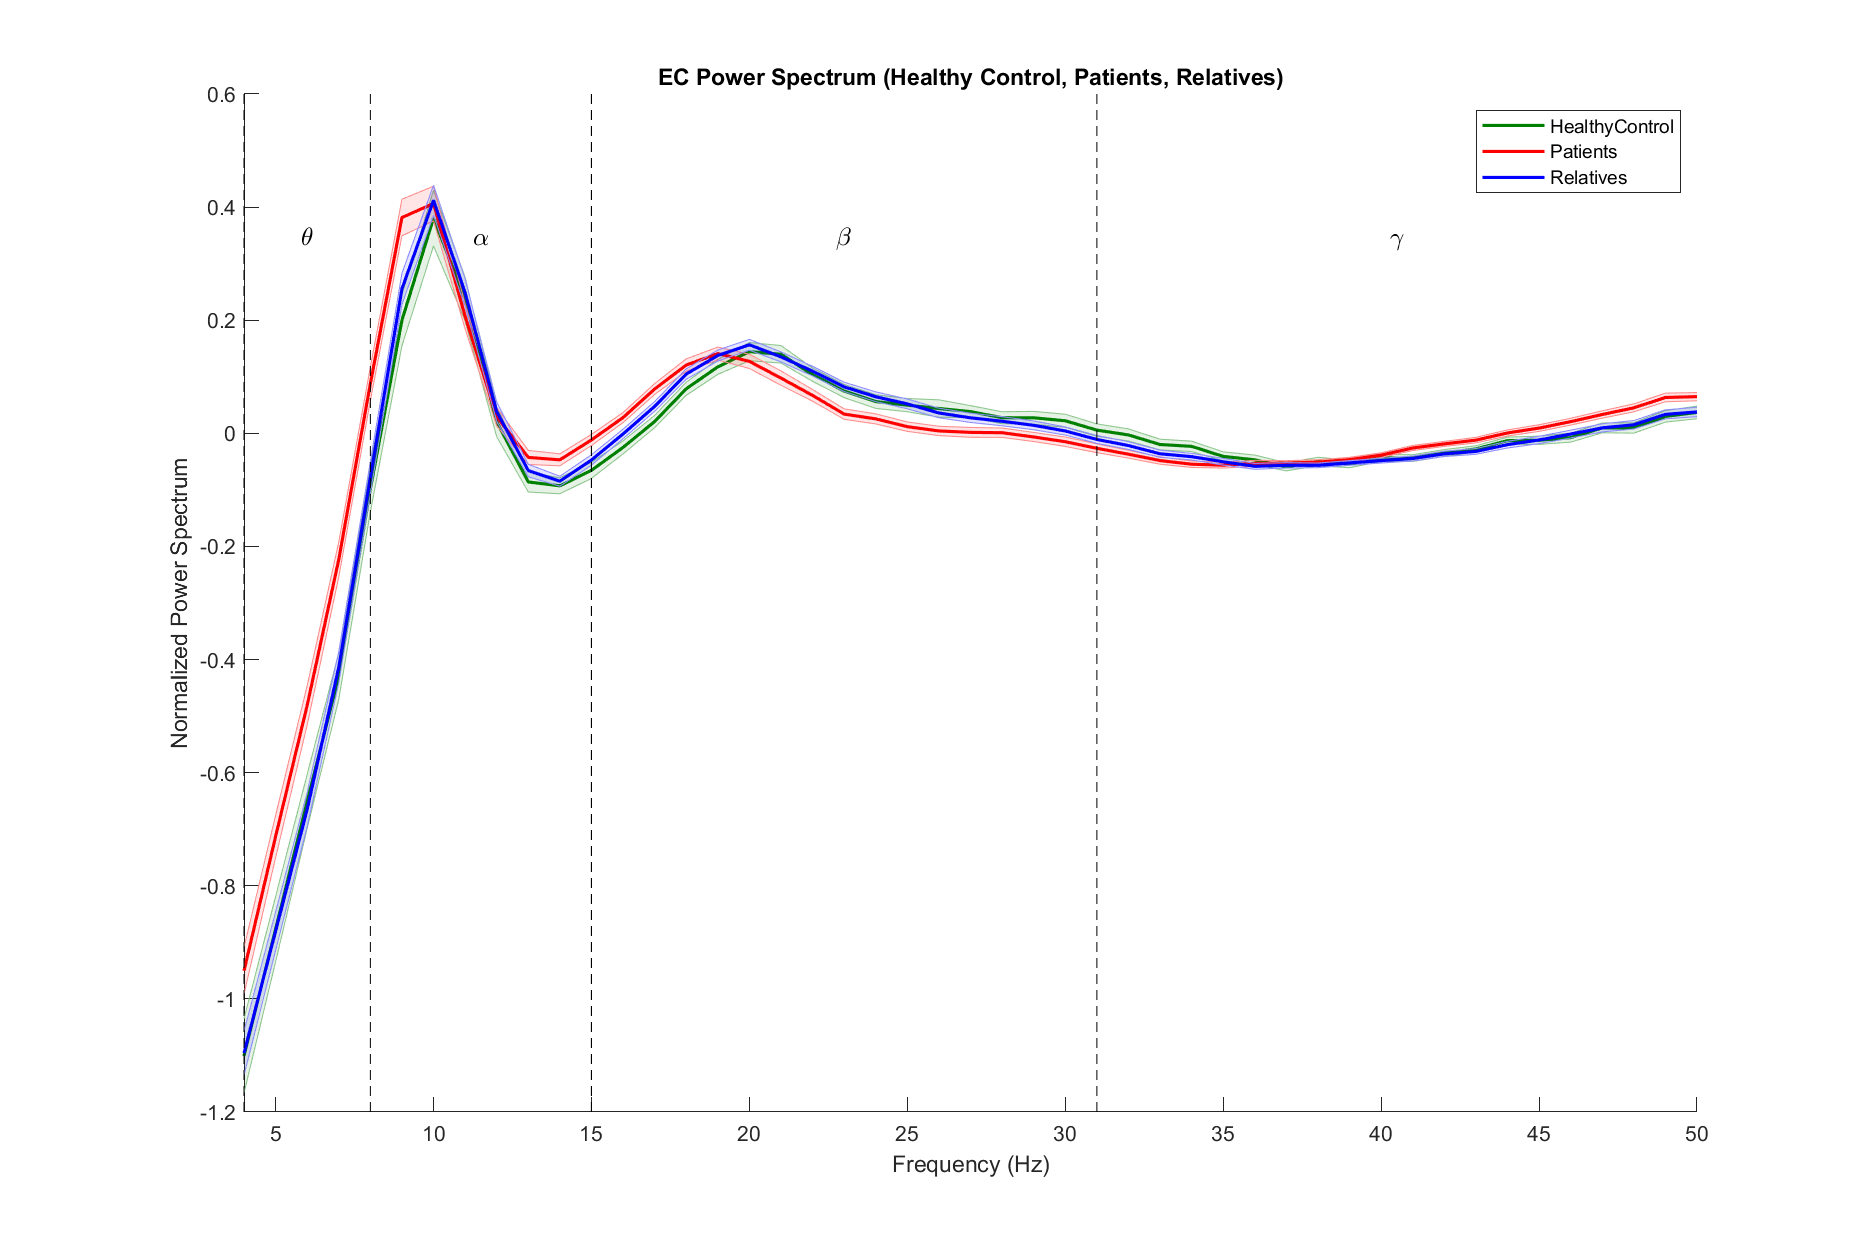 EC Power Spectrum (Healthy Control, Patients, Relatives)
HealthyControl
Patients
Relatives
θ α β γ
Normalized Power Spectrum
0.6
0.4
0.2
0
-0.2
-0.4
-0.6
-0.8
-1
-1.2
5 10 15 20 25 30 35 40 45 50
Frequency (Hz)